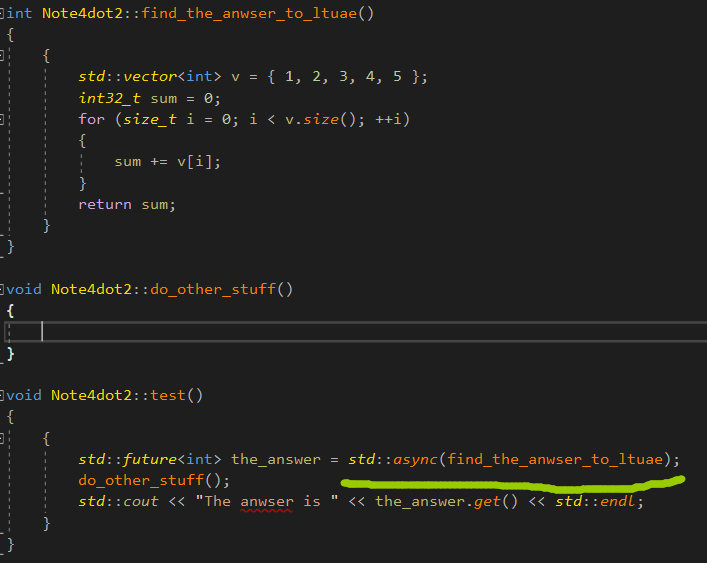 int Note4dot2::find_the_anwser_to_ltuae()
{
{
std::vector<int> v = { 1, 2, 3, 4, 5 };
int32_t sum = 0;
for (size_t i = 0; i < v.size(); ++i)
{
sum += v[i];
}
return sum;
}
}
void Note4dot2::do_other_stuff()
{
}
void Note4dot2::test()
{
{
std::future<int> the_answer = std::async(find_the_anwser_to_ltuae);
do_other_stuff();
std::cout << "The anwser is " << the_answer.get() << std::endl;
}
}